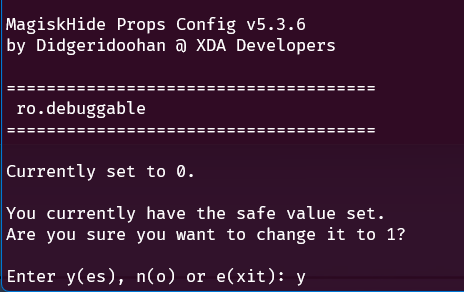 MagiskHide Props Config v5.3.6
by Didgeridoohan @ XDA Developers
=====================================
ro.debuggable
=====================================
Currently set to 0.
You currently have the safe value set.
Are you sure you want to change it to 1?
Enter y(es), n(o) or e(xit): y